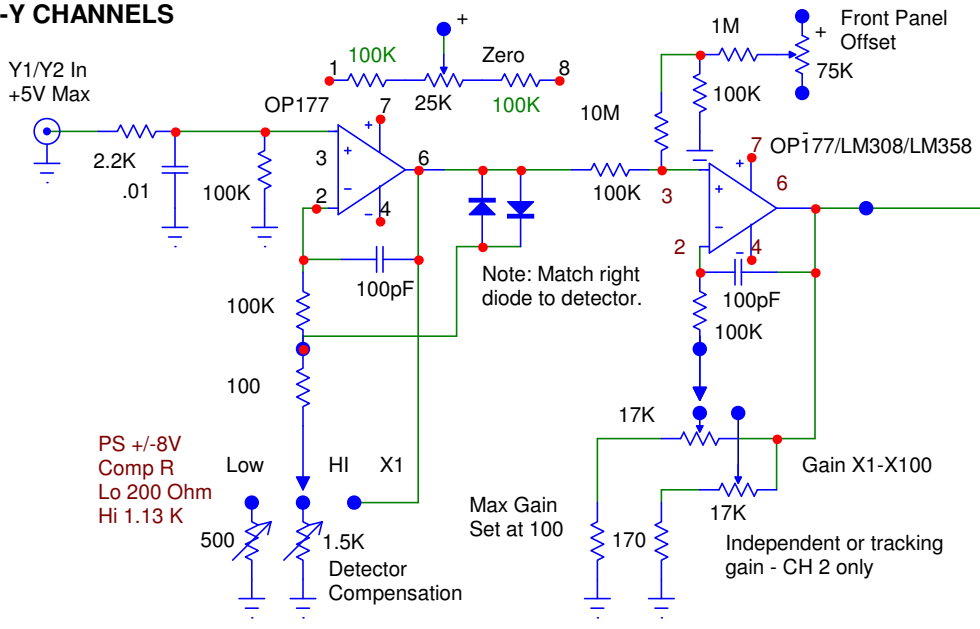 -Y CHANNELS
Y1/Y2 In
+5V Max
2.2K
.01
100K
OP177
1
100K
25K
+
Zero
100K
8
7
+
3
+
2
-
-
4
6
100pF
100K
100
Note: Match right
diode to detector.
PS +/-8V
Comp R
Lo 200 Ohm
Hi 1.13 K
Low
HI
X1
500
1.5K
Detector
Compensation
Front Panel
Offset
1M
+
75K
-
100K
10M
100K
OP177/LM308/LM358
7
+
3
+
6
2
-
-
4
100pF
100K
17K
17K
Gain X1-X100
Max Gain
Set at 100
170
Independent or tracking
gain - CH 2 only